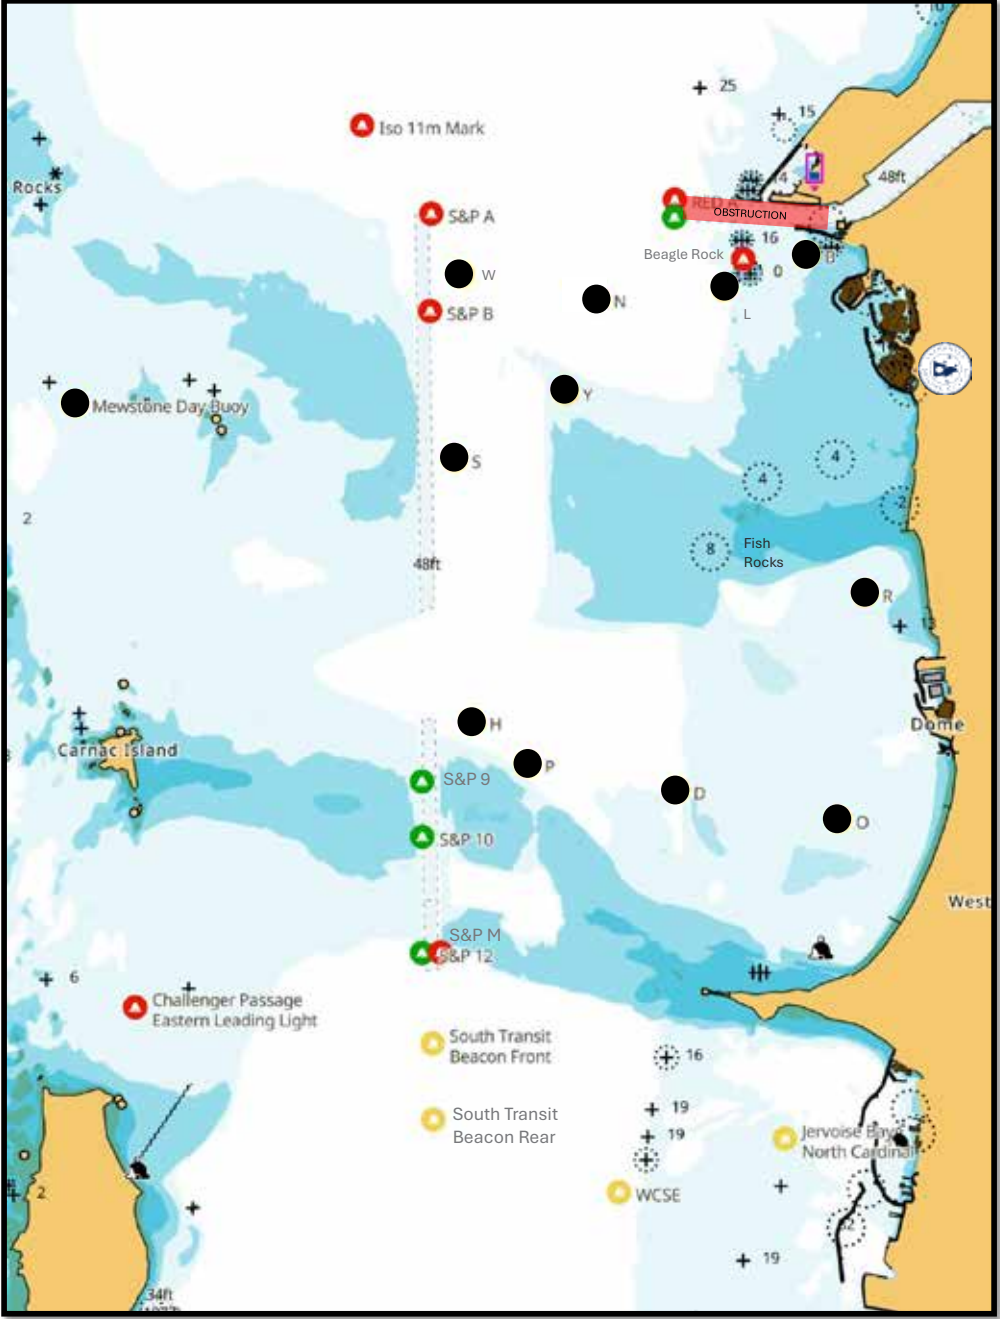 25
15
Iso 11m Mark
Rocks
14
48ft
RED A
OBSTRUCTION
S&P A
16
Beagle Rock
B
0
W
N
L
S&P B
Mewstone Day Buoy
Y
S
4
4
2
2
8
Fish
Rocks
48ft
R
13
H
Dome
Carnac Island
P
S&P 9
D
O
S&P 10
West
S&P M
S&P 12
6
Challenger Passage
Eastern Leading Light
South Transit
Beacon Front
16
19
South Transit
Beacon Rear
19
Jervoise Bay
North Cardinal
2
WCSE
19
34ft